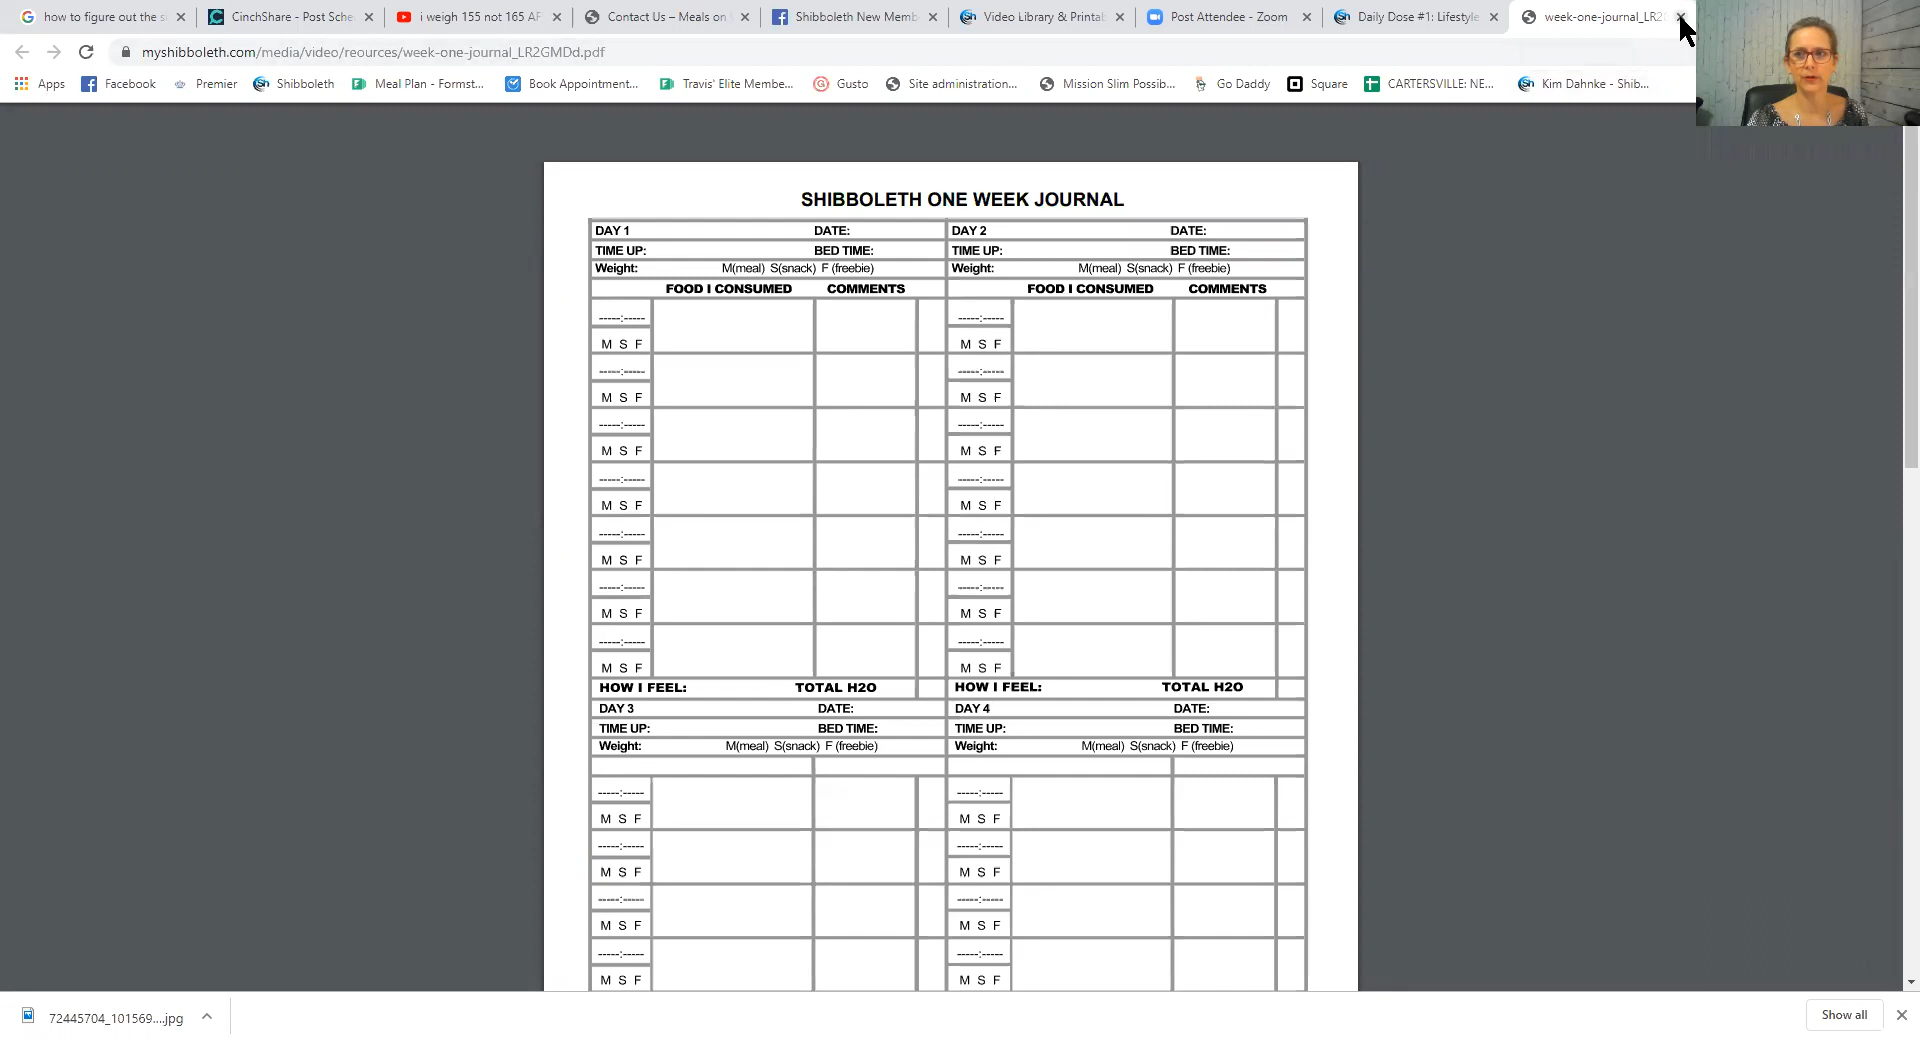 how to figure out the s
CinchShare - Post Sche
i weigh 155 not 165 AF
Contact Us – Meals on
Shibboleth New Memb
Video Library & Printab
Post Attendee - Zoom
Daily Dose #1: Lifestyle
week-one-journal_LR2
myshibboleth.com/media/video/reources/week-one-journal_LR2GMDd.pdf
Apps Facebook Premier Shibboleth Meal Plan - Formst... Book Appointment... Travis' Elite Membe... Gusto Site administration... Mission Slim Possib... Go Daddy Square CARTERSVILLE: NE... Kim Dahnke - Shib...
SHIBBOLETH ONE WEEK JOURNAL
DAY 1 DATE: DAY 2 DATE:
TIME UP: BED TIME: TIME UP: BED TIME:
Weight: M(meal) S(snack) F (freebie) Weight: M(meal) S(snack) F (freebie)
FOOD I CONSUMED COMMENTS FOOD I CONSUMED COMMENTS
-----:----- -----:-----
M S F M S F
-----:----- -----:-----
M S F M S F
-----:----- -----:-----
M S F M S F
-----:----- -----:-----
M S F M S F
-----:----- -----:-----
M S F M S F
-----:----- -----:-----
M S F M S F
-----:----- -----:-----
M S F M S F
HOW I FEEL: TOTAL H2O HOW I FEEL: TOTAL H2O
DAY 3 DATE: DAY 4 DATE:
TIME UP: BED TIME: TIME UP: BED TIME:
Weight: M(meal) S(snack) F (freebie) Weight: M(meal) S(snack) F (freebie)
-----:----- -----:-----
M S F M S F
-----:----- -----:-----
M S F M S F
-----:----- -----:-----
M S F M S F
-----:----- -----:-----
M S F M S F
72445704_101569....jpg
Show all